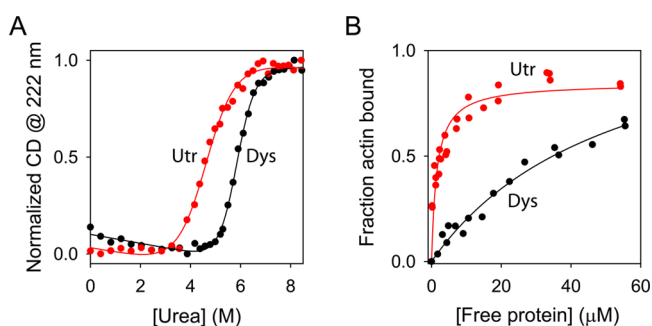 A
Normalized CD @ 222 nm
1.0
0.5
0.0
Utr
Dys
0
2
4
6
8
[Urea] (M)
B
Fraction actin bound
1.0
0.5
0.0
Utr
Dys
0
20
40
60
[Free protein] (μM)